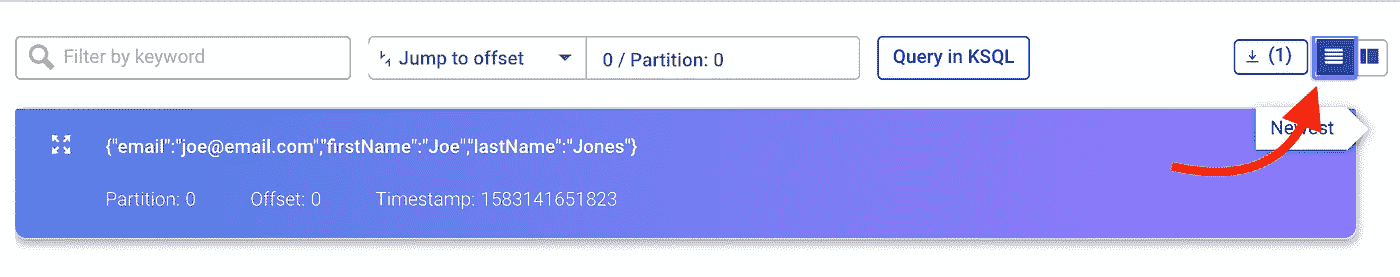 Filter by keyword
Jump to offset
0 / Partition: 0
Query in KSQL
(1)
Newest
{"email":"joe@email.com","firstName":"Joe","lastName":"Jones"}
Partition: 0 Offset: 0 Timestamp: 1583141651823